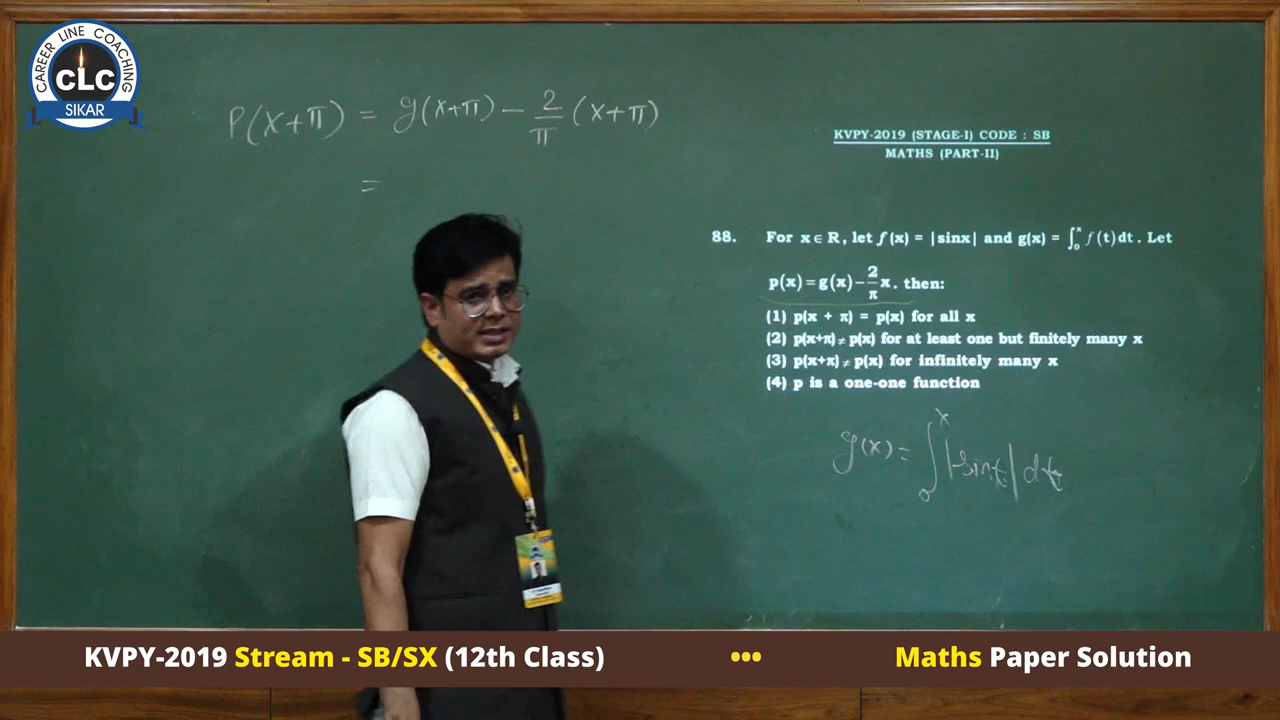 CAREER LINE COACHING
CLC
SIKAR
P(x+π) = g(x+π) − 2/π (x+π)
=
KVPY-2019 (STAGE-I) CODE : SB
MATHS (PART-II)
88. For x∈R, let f(x) = |sinx| and g(x) = ∫₀ˣ f(t)dt. Let
p(x)=g(x)−2/π x. then:
(1) p(x + π) = p(x) for all x
(2) p(x+π)≠p(x) for at least one but finitely many x
(3) p(x+π)≠p(x) for infinitely many x
(4) p is a one-one function
g(x) = ∫₀ˣ |sint| dt
KVPY-2019 Stream - SB/SX (12th Class) ••• Maths Paper Solution